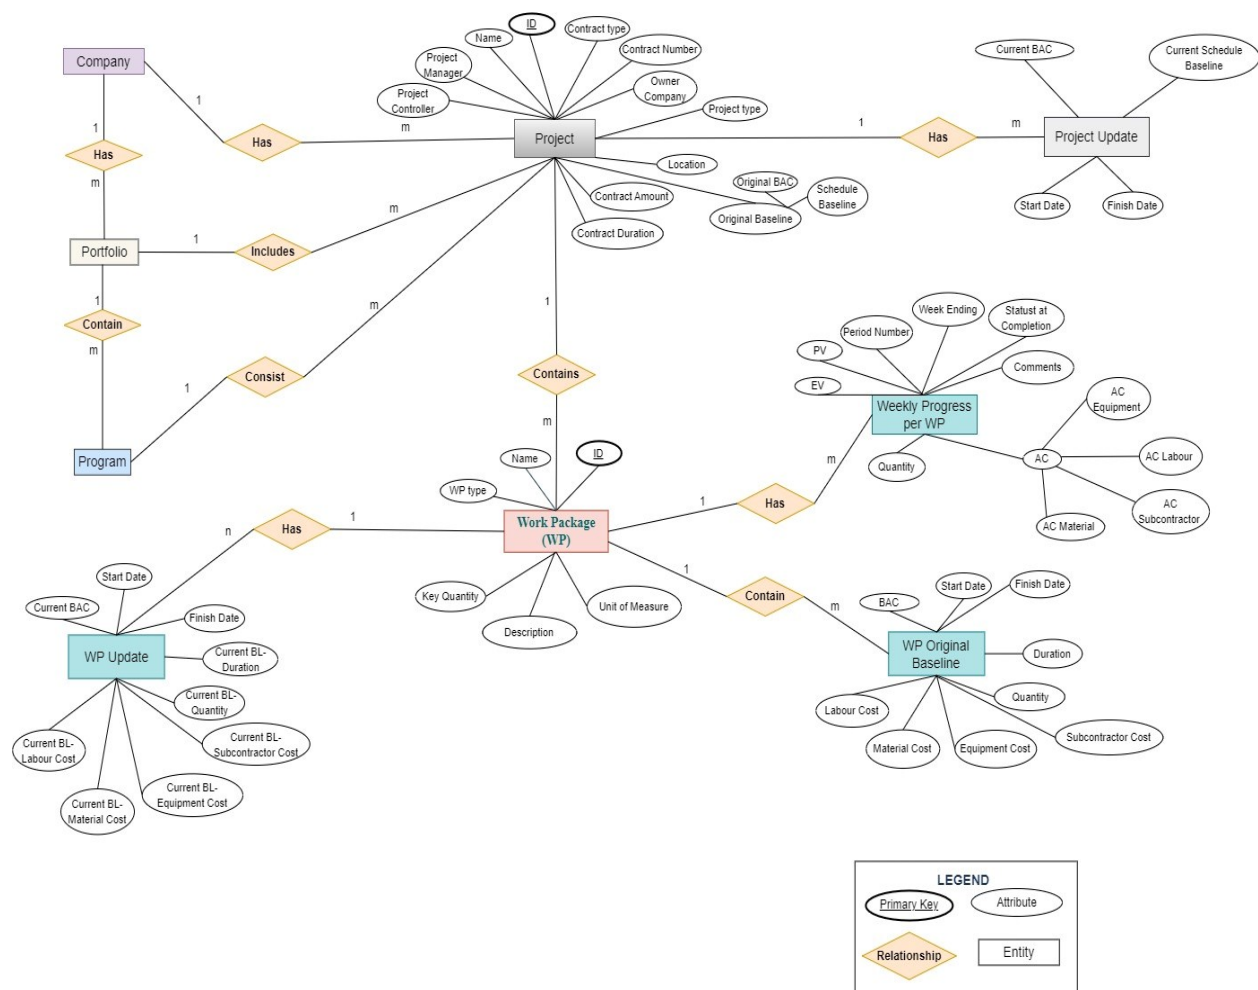 ID
Name
Contract type
Contract Number
Project
Manager
Owner
Company
Project
Controller
Project type
Company
1
1
Has
m
Project
1
Has
m
Project Update
Current BAC
Current Schedule
Baseline
Start Date
Finish Date
Location
Contract Amount
Contract Duration
Original BAC
Schedule
Baseline
Original Baseline
Has
m
Portfolio
1
Includes
m
1
Contain
m
Program
1
Consist
m
1
Contains
m
Week Ending
Period Number
Statust at
Completion
PV
Comments
EV
Weekly Progress
per WP
Quantity
AC
AC
Equipment
AC Labour
AC
Subcontractor
AC Material
Name
ID
WP type
Work Package
(WP)
Key Quantity
Description
Unit of Measure
1
Has
m
1
Contain
m
1
Has
n
Start Date
Current BAC
Finish Date
WP Update
Current BL-
Duration
Current BL-
Quantity
Current BL-
Subcontractor Cost
Current BL-
Labour Cost
Current BL-
Material Cost
Current BL-
Equipment Cost
BAC
Start Date
Finish Date
WP Original
Baseline
Duration
Quantity
Labour Cost
Material Cost
Equipment Cost
Subcontractor Cost
LEGEND
Primary Key
Attribute
Relationship
Entity